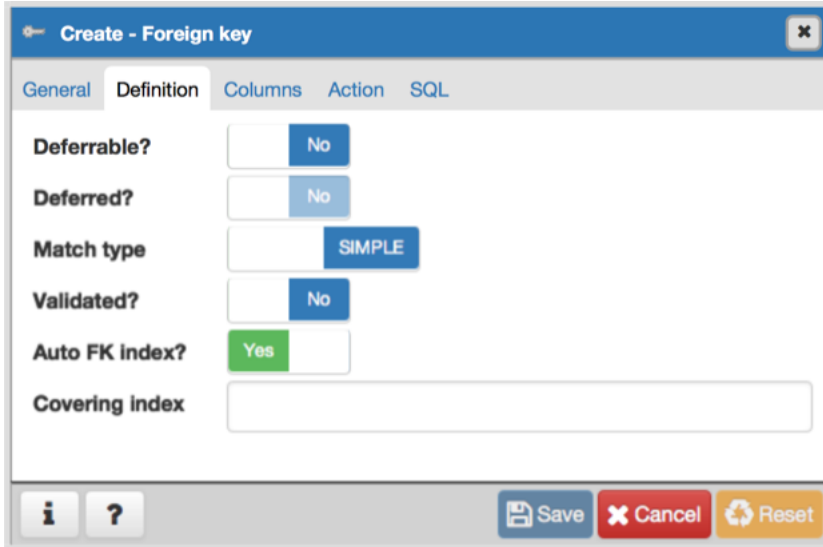 Create - Foreign key
General Definition Columns Action SQL
Deferrable? No
Deferred? No
Match type SIMPLE
Validated? No
Auto FK index? Yes
Covering index
i ? Save Cancel Reset